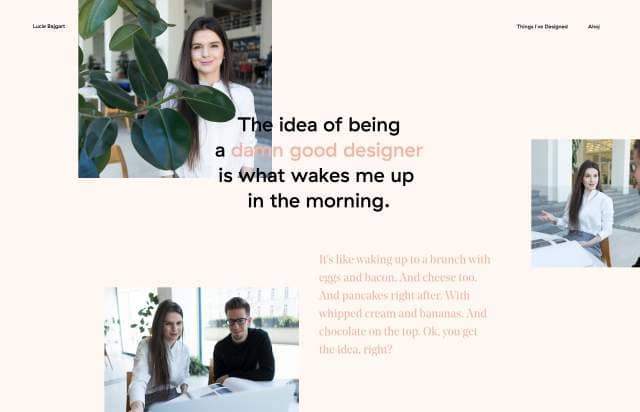 Lucie Bajgart
Things I've Designed
Ahoj
The idea of being
a damn good designer
is what wakes me up
in the morning.
It's like waking up to a brunch with
eggs and bacon. And cheese too.
And pancakes right after. With
whipped cream and bananas. And
chocolate on the top. Ok, you get
the idea, right?